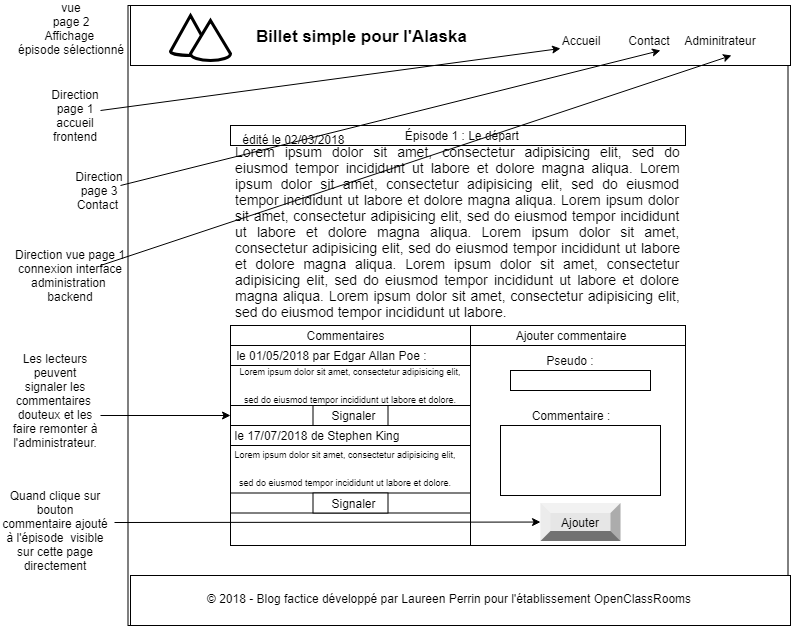 vue
page 2
Affichage
épisode sélectionné
Billet simple pour l'Alaska
Accueil
Contact
Adminitrateur
Direction
page 1
accueil
frontend
Direction
page 3
Contact
Direction vue page 1
connexion interface
administration
backend
édité le 02/03/2018
Épisode 1 : Le départ
Lorem ipsum dolor sit amet, consectetur adipisicing elit, sed do
eiusmod tempor incididunt ut labore et dolore magna aliqua. Lorem
ipsum dolor sit amet, consectetur adipisicing elit, sed do eiusmod
tempor incididunt ut labore et dolore magna aliqua. Lorem ipsum dolor
sit amet, consectetur adipisicing elit, sed do eiusmod tempor incididunt
ut labore et dolore magna aliqua. Lorem ipsum dolor sit amet,
consectetur adipisicing elit, sed do eiusmod tempor incididunt ut labore
et dolore magna aliqua. Lorem ipsum dolor sit amet, consectetur
adipisicing elit, sed do eiusmod tempor incididunt ut labore et dolore
magna aliqua. Lorem ipsum dolor sit amet, consectetur adipisicing elit,
sed do eiusmod tempor incididunt ut labore.
Commentaires
Ajouter commentaire
le 01/05/2018 par Edgar Allan Poe :
Lorem ipsum dolor sit amet, consectetur adipisicing elit,
sed do eiusmod tempor incididunt ut labore et dolore.
Signaler
le 17/07/2018 de Stephen King
Lorem ipsum dolor sit amet, consectetur adipisicing elit,
sed do eiusmod tempor incididunt ut labore et dolore.
Signaler
Pseudo :
Commentaire :
Ajouter
Les lecteurs
peuvent
signaler les
commentaires
douteux et les
faire remonter à
l'administrateur.
Quand clique sur
bouton
commentaire ajouté
à l'épisode visible
sur cette page
directement
© 2018 - Blog factice développé par Laureen Perrin pour l'établissement OpenClassRooms